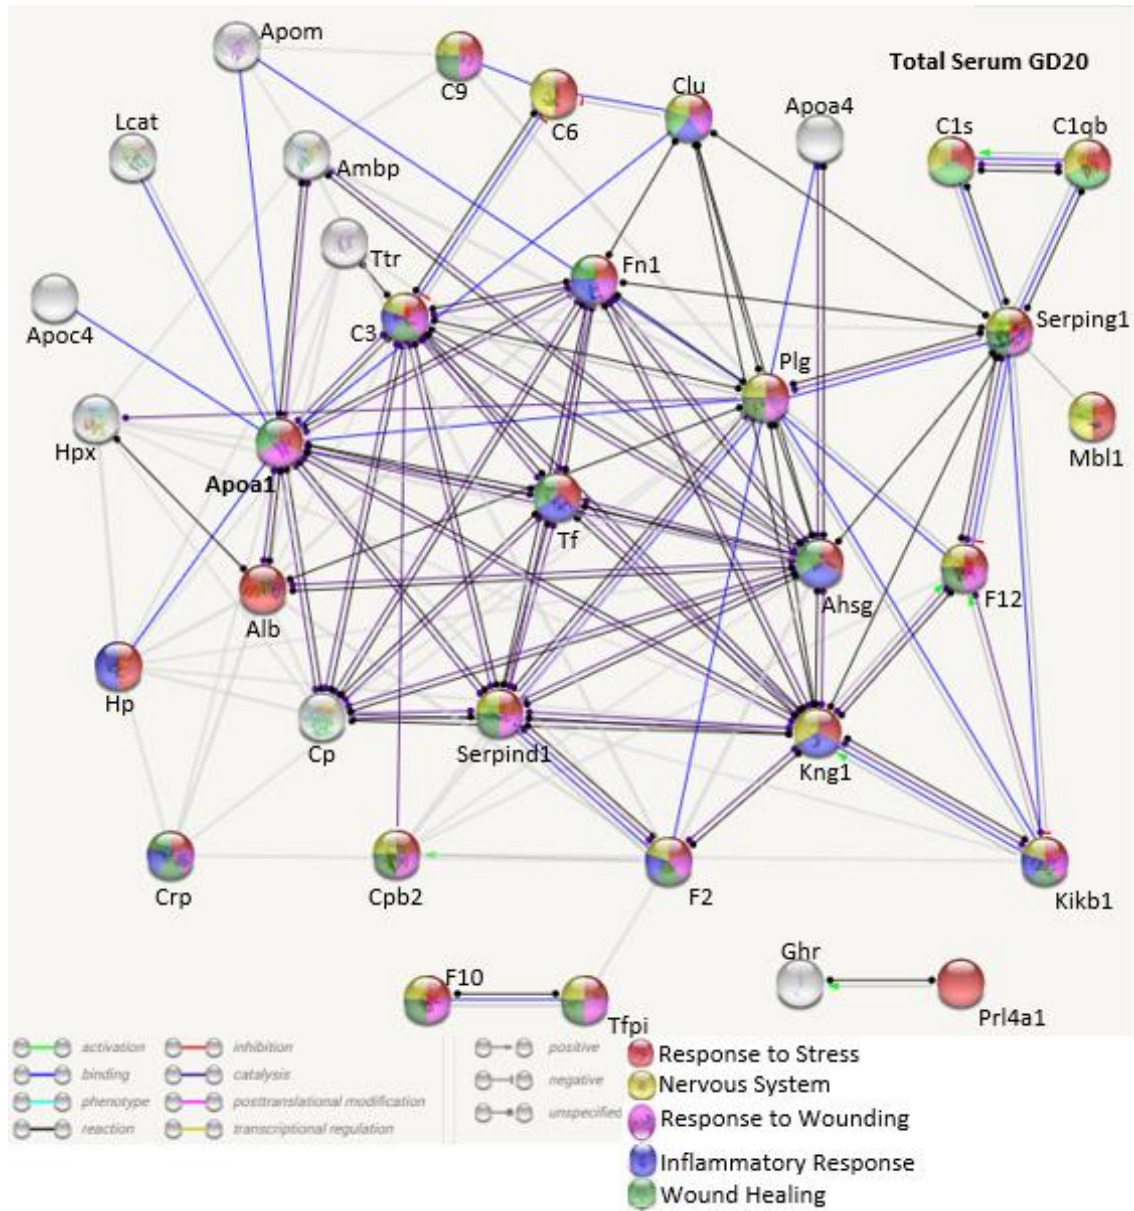 Apom
C9
Total Serum GD20
Clu
C6
Apoa4
Lcat
C1s
C1qb
Ambp
Ttr
Fn1
Apoc4
C3
Serping1
Plg
Hpx
Mbl1
Apoa1
Tf
Alb
Ahsg
F12
Hp
Cp
Serpind1
Kng1
Crp
Cpb2
F2
Kikb1
Ghr
F10
Tfpi
Prl4a1
activation
inhibition
binding
catalysis
phenotype
posttranslational modification
reaction
transcriptional regulation
positive
negative
unspecified
Response to Stress
Nervous System
Response to Wounding
Inflammatory Response
Wound Healing